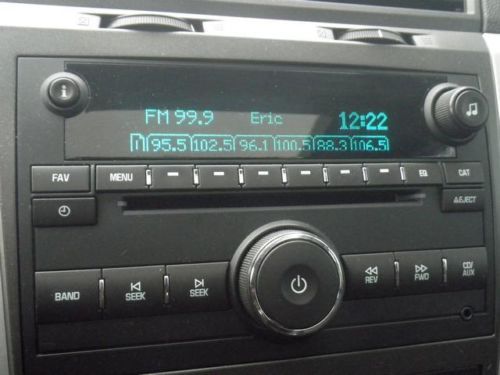 FM 99.9 Eric 12:22
95.5 102.5 96.1 100.5 88.3 106.5
FAV MENU EQ CAT
EJECT
BAND SEEK SEEK REV FWD CD/AUX